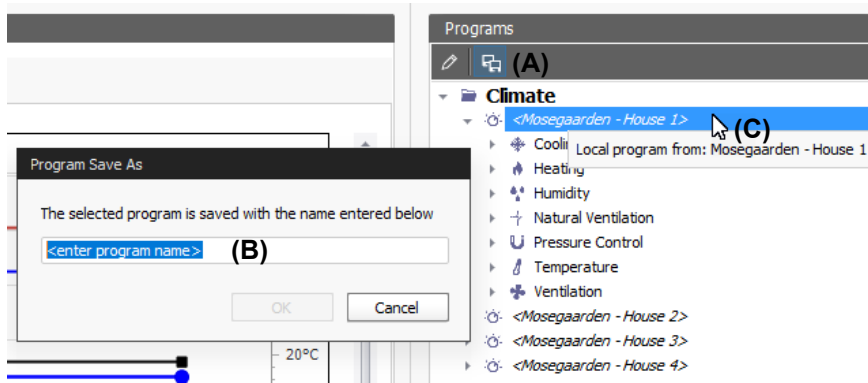 Programs
(A)
Climate
<Mosegaarden - House 1>
(C)
Local program from: Mosegaarden - House 1
Heating
Humidity
Natural Ventilation
Pressure Control
Temperature
Ventilation
<Mosegaarden - House 2>
<Mosegaarden - House 3>
<Mosegaarden - House 4>
Program Save As
The selected program is saved with the name entered below
<enter program name>
(B)
OK
Cancel
20°C